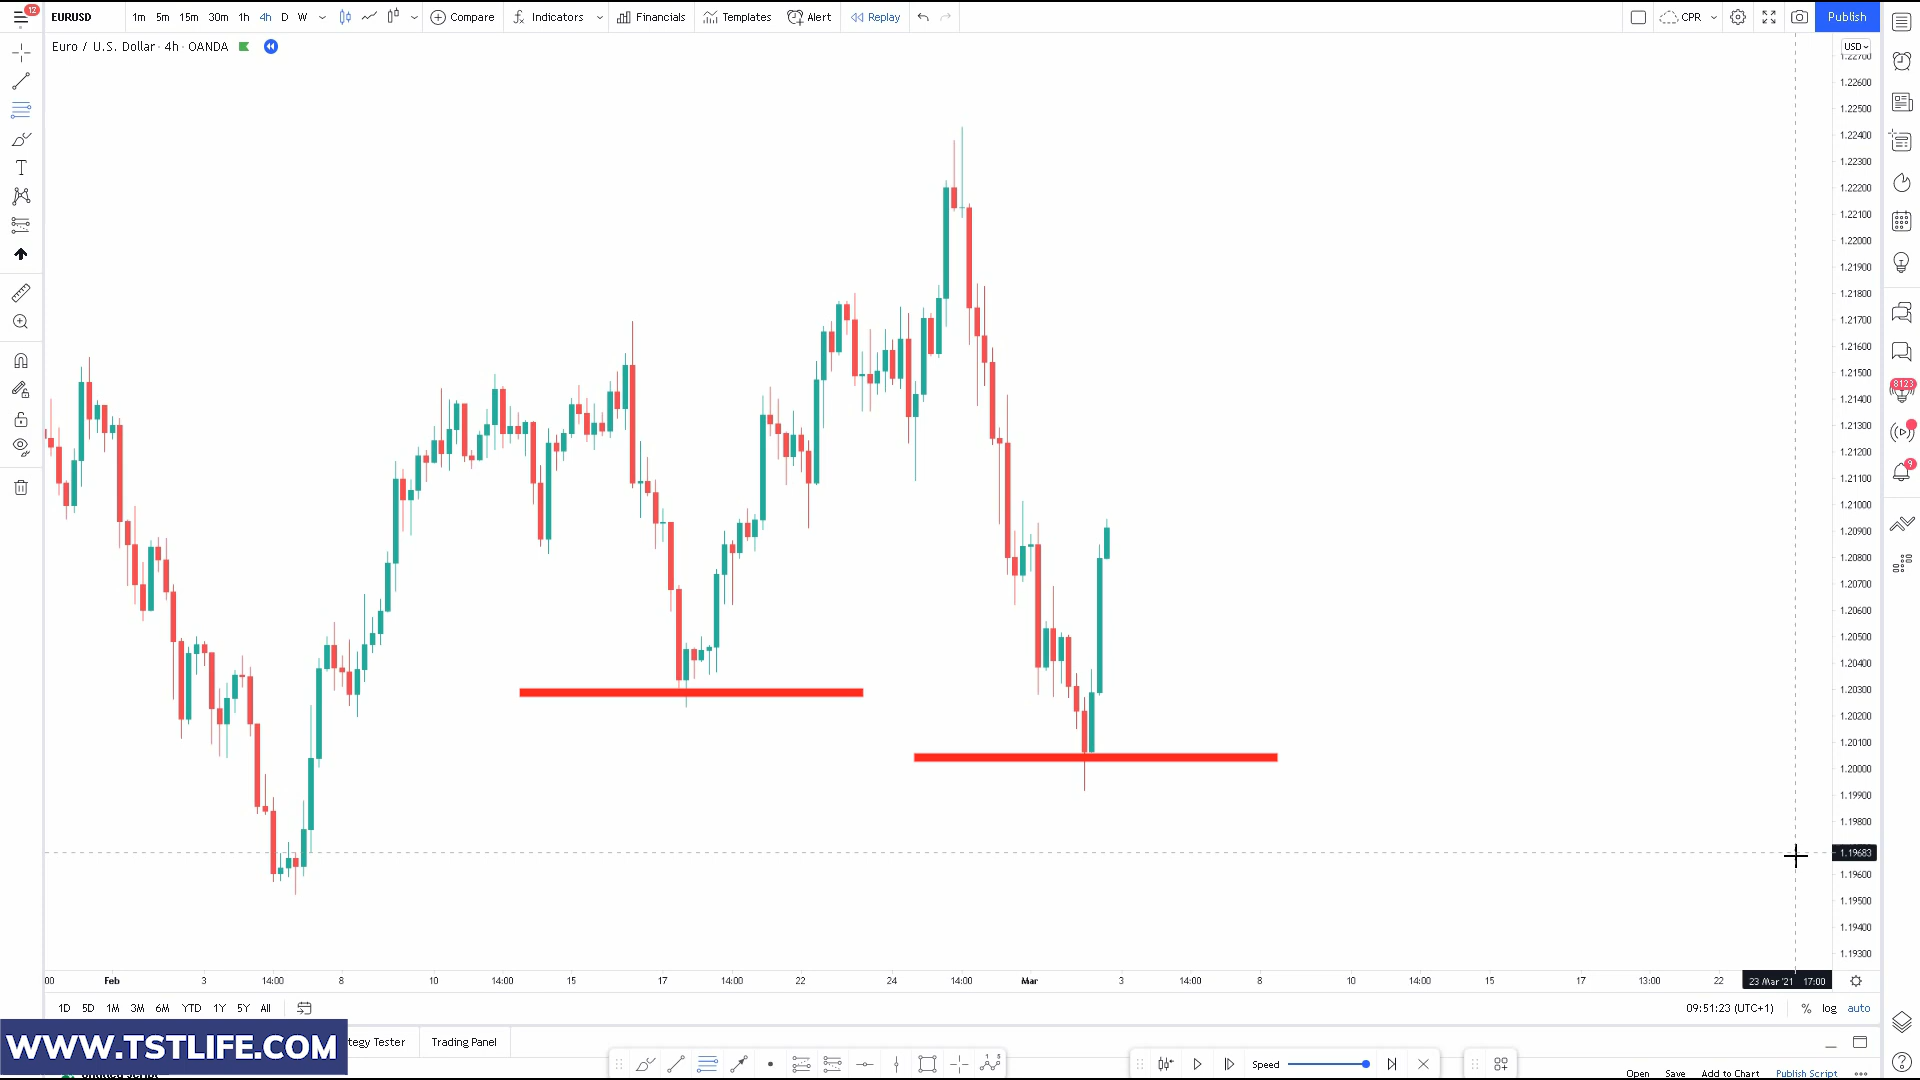 12
EURUSD
1m 5m 15m 30m 1h 4h D W
Compare
Indicators
Financials
Templates
Alert
Replay
CPR
Publish
Euro / U.S. Dollar · 4h · OANDA
USD
1.22700
1.22600
1.22500
1.22400
1.22300
1.22200
1.22100
1.22000
1.21900
1.21800
1.21700
1.21600
1.21500
1.21400
1.21300
1.21200
1.21100
1.21000
1.20900
1.20800
1.20700
1.20600
1.20500
1.20400
1.20300
1.20200
1.20100
1.20000
1.19900
1.19800
1.19683
1.19600
1.19500
1.19400
1.19300
8123
9
:00 Feb 3 14:00 8 10 14:00 15 17 14:00 22 24 14:00 Mar 3 14:00 8 10 14:00 15 17 13:00 22 23 Mar '21 17:00
1D 5D 1M 3M 6M YTD 1Y 5Y All
09:51:23 (UTC+1) % log auto
WWW.TSTLIFE.COM
tegy Tester
Trading Panel
Speed
Untitled script
Open Save Add to Chart Publish Script